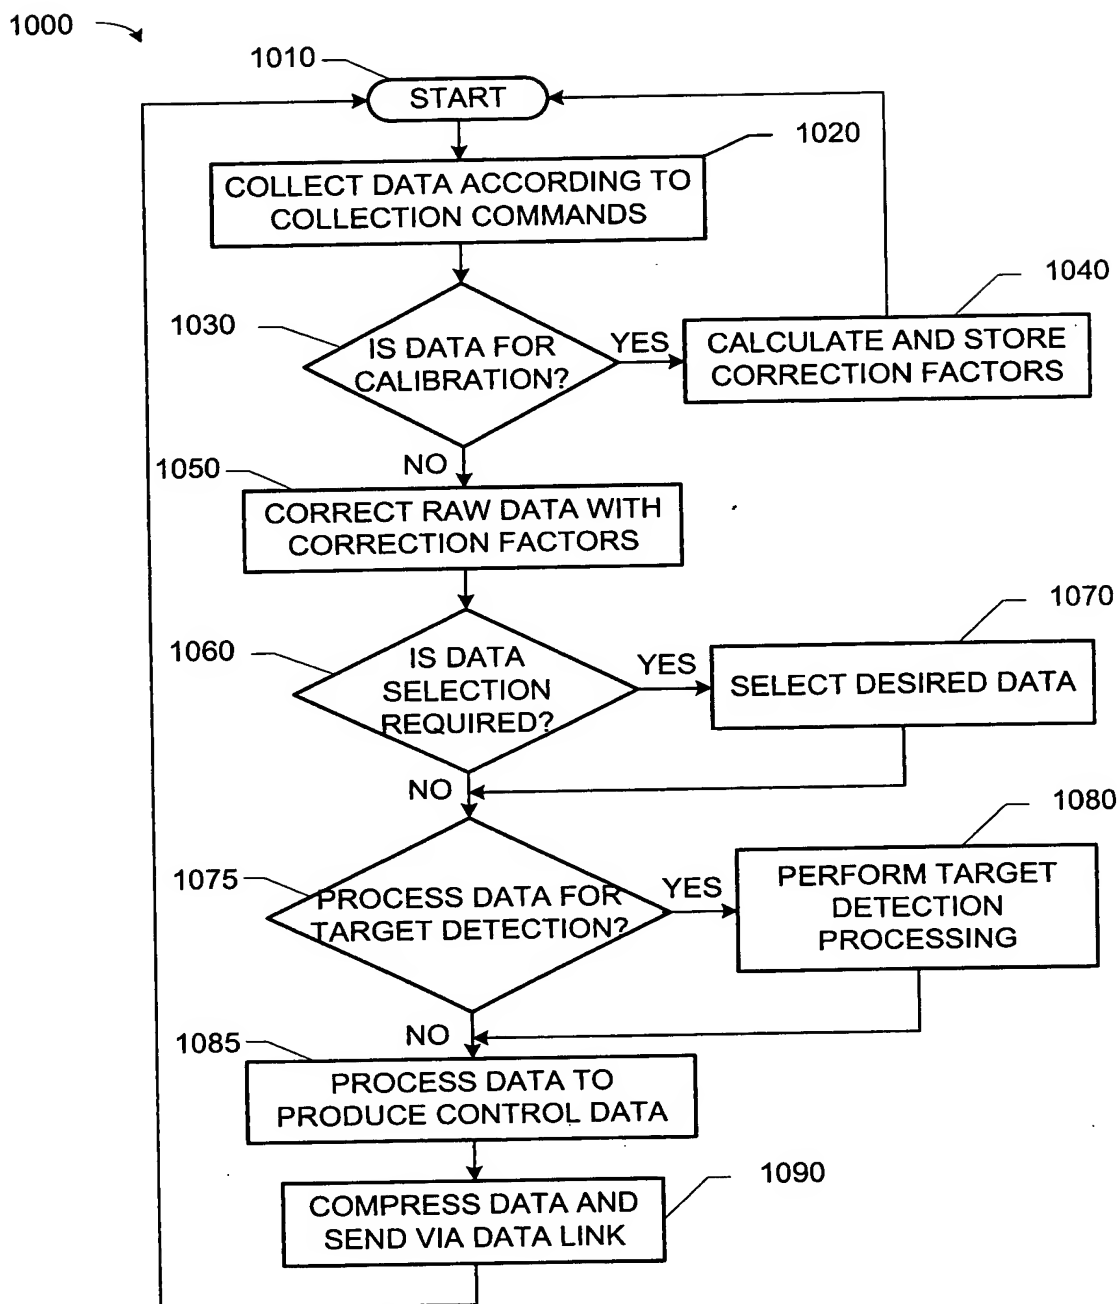 1000
1010
START
1020
COLLECT DATA ACCORDING TO
COLLECTION COMMANDS
1030
IS DATA FOR
CALIBRATION?
YES
1040
CALCULATE AND STORE
CORRECTION FACTORS
NO
1050
CORRECT RAW DATA WITH
CORRECTION FACTORS
1060
IS DATA
SELECTION
REQUIRED?
YES
1070
SELECT DESIRED DATA
NO
1075
PROCESS DATA FOR
TARGET DETECTION?
YES
1080
PERFORM TARGET
DETECTION
PROCESSING
NO
1085
PROCESS DATA TO
PRODUCE CONTROL DATA
1090
COMPRESS DATA AND
SEND VIA DATA LINK